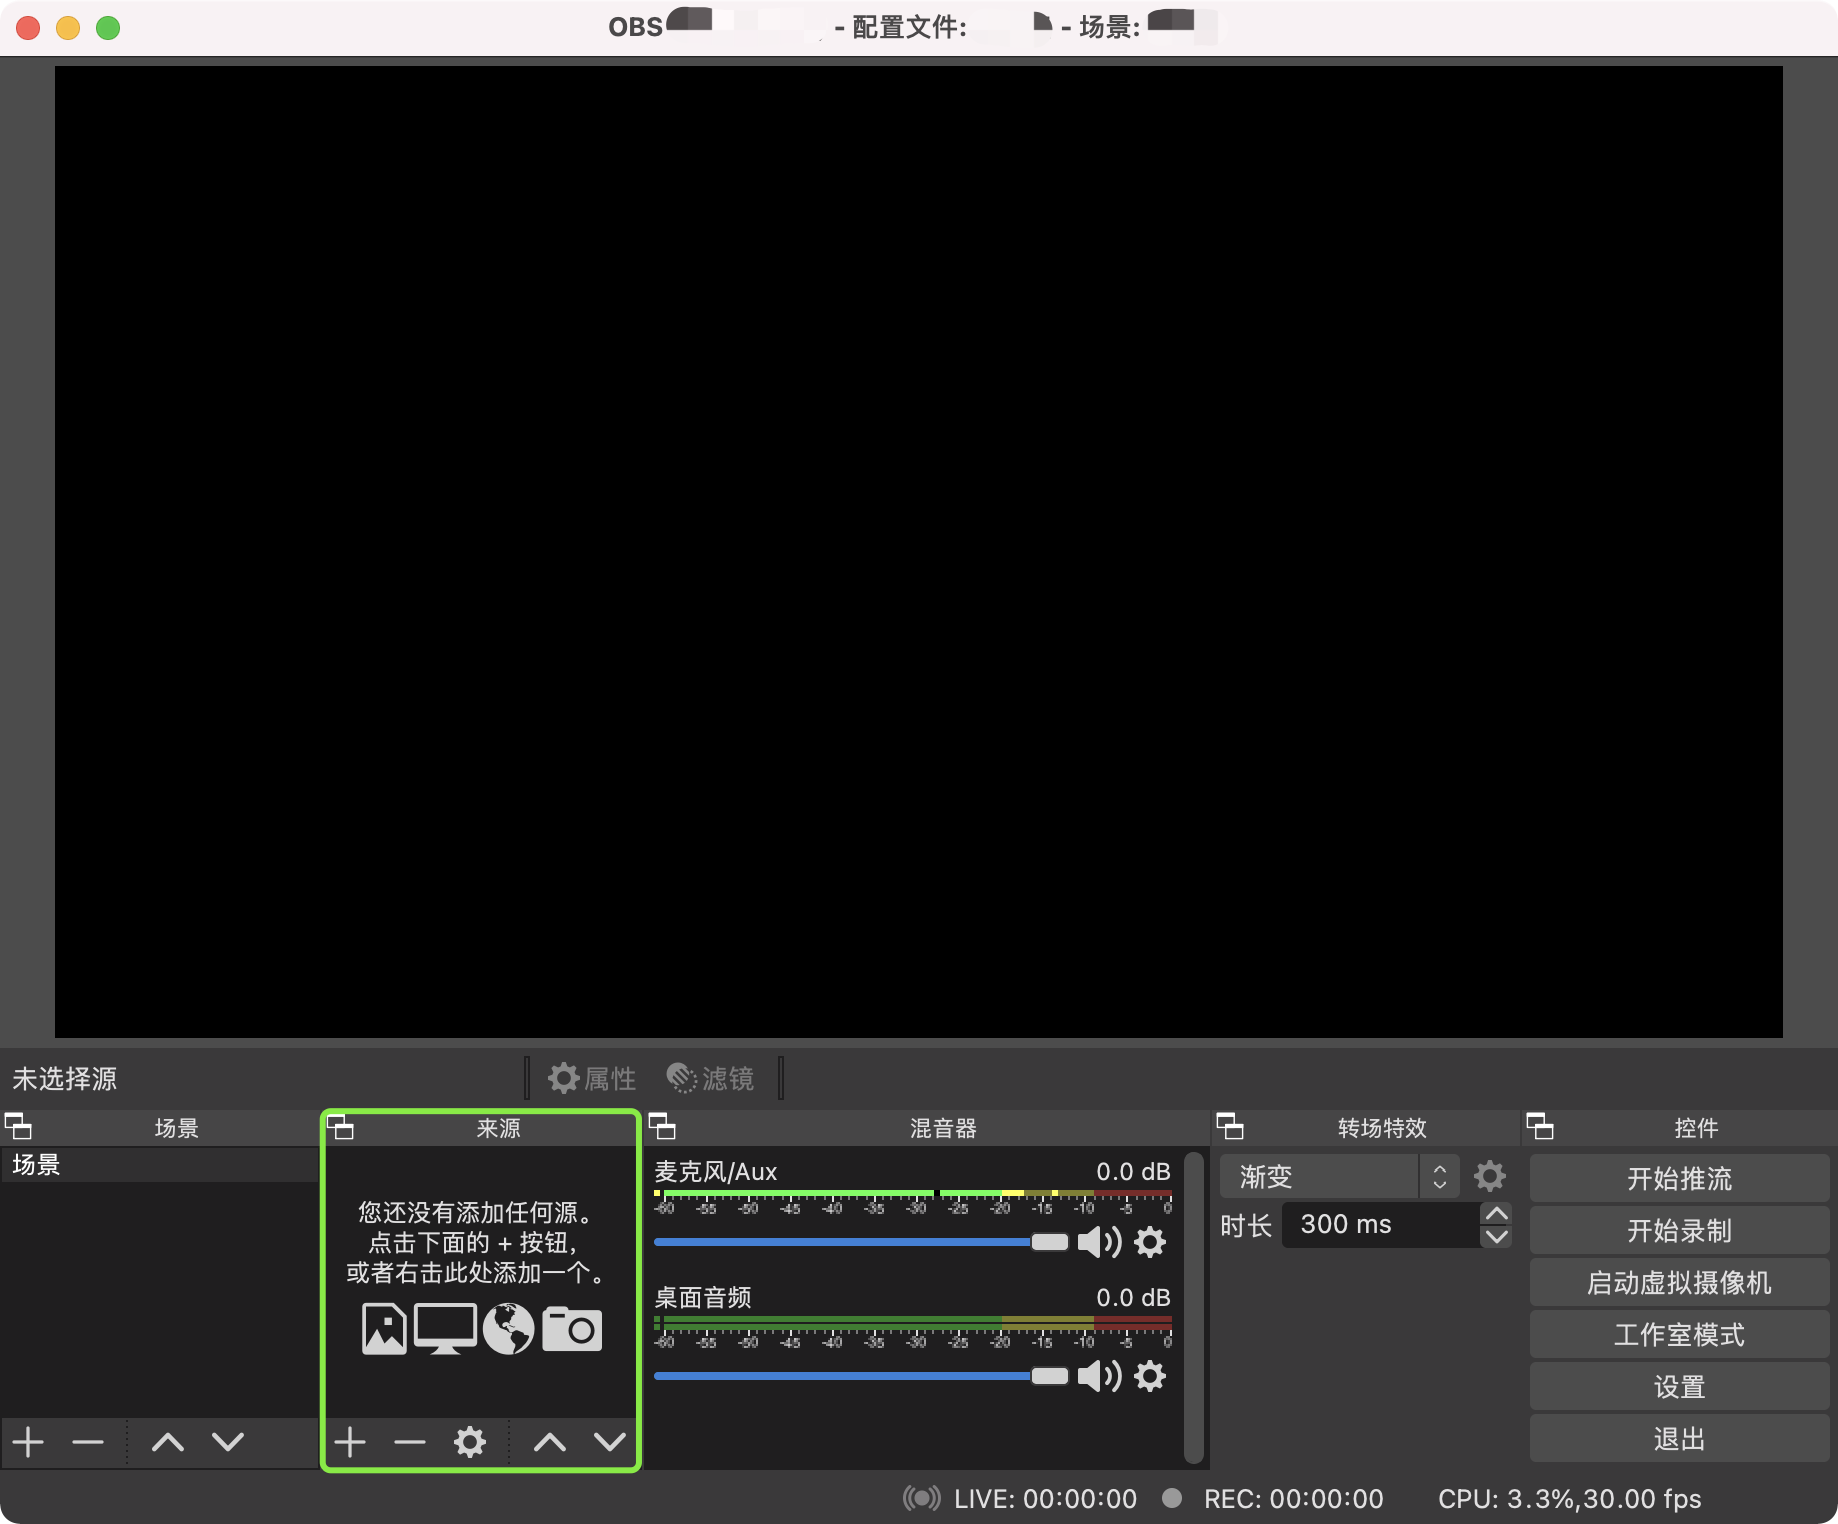 OBS - 配置文件: - 场景:
未选择源
属性
滤镜
场景
来源
混音器
转场特效
控件
场景
您还没有添加任何源。
点击下面的 + 按钮,
或者右击此处添加一个。
麦克风/Aux
0.0 dB
-60 -55 -50 -45 -40 -35 -30 -25 -20 -15 -10 -5 0
桌面音频
0.0 dB
-60 -55 -50 -45 -40 -35 -30 -25 -20 -15 -10 -5 0
渐变
时长
300 ms
开始推流
开始录制
启动虚拟摄像机
工作室模式
设置
退出
LIVE: 00:00:00
REC: 00:00:00
CPU: 3.3%,30.00 fps